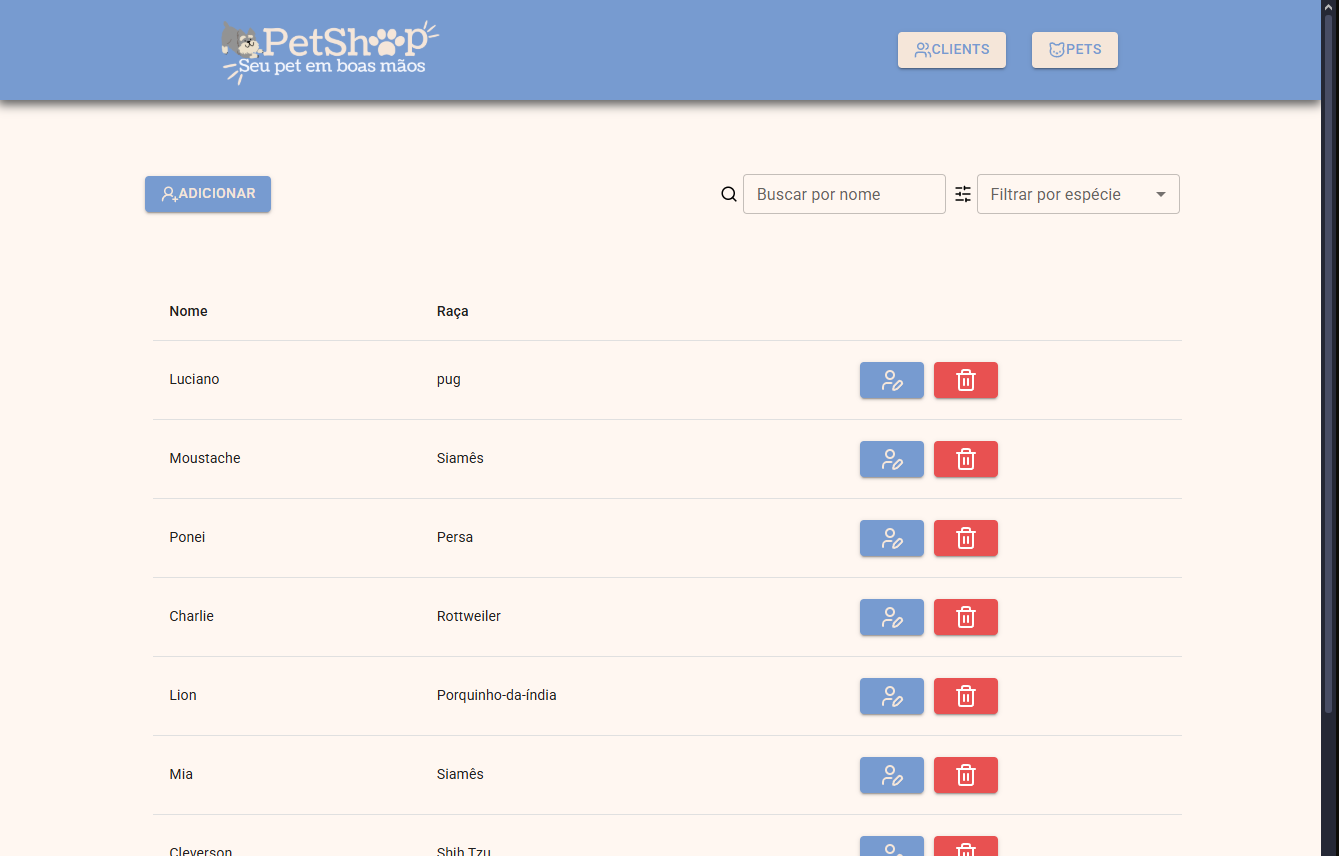 PetShop
Seu pet em boas mãos
CLIENTS
PETS
ADICIONAR
Buscar por nome
Filtrar por espécie
Nome Raça
Luciano pug
Moustache Siamês
Ponei Persa
Charlie Rottweiler
Lion Porquinho-da-índia
Mia Siamês
Cleverson Shih Tzu